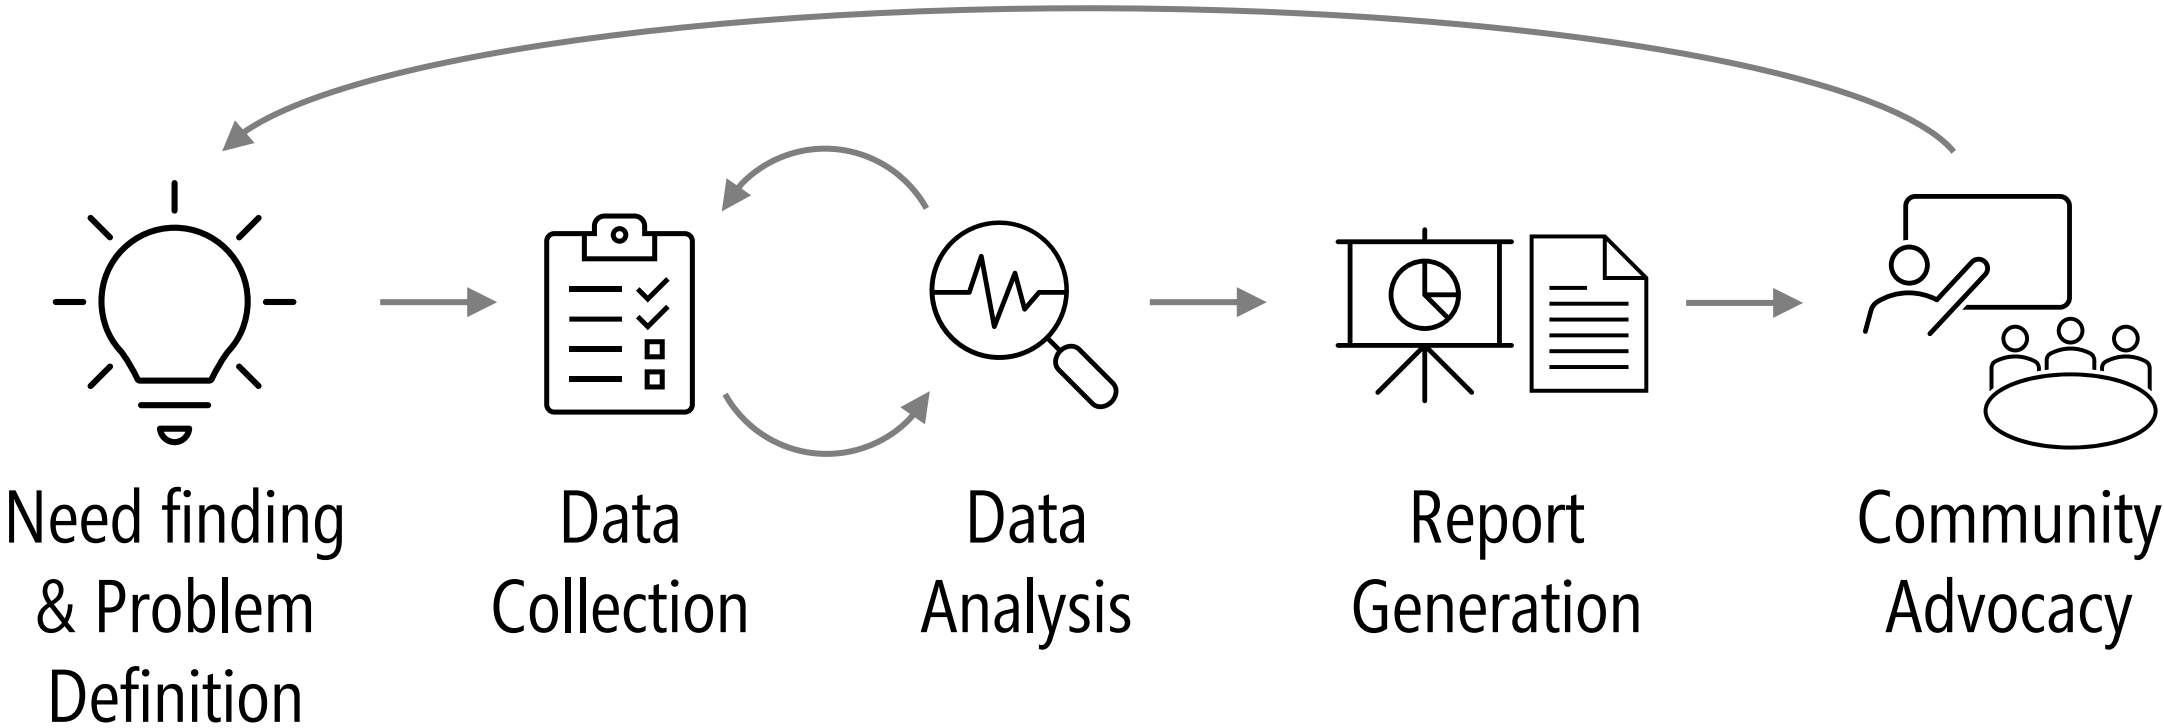 Need finding
& Problem
Definition
Data
Collection
Data
Analysis
Report
Generation
Community
Advocacy